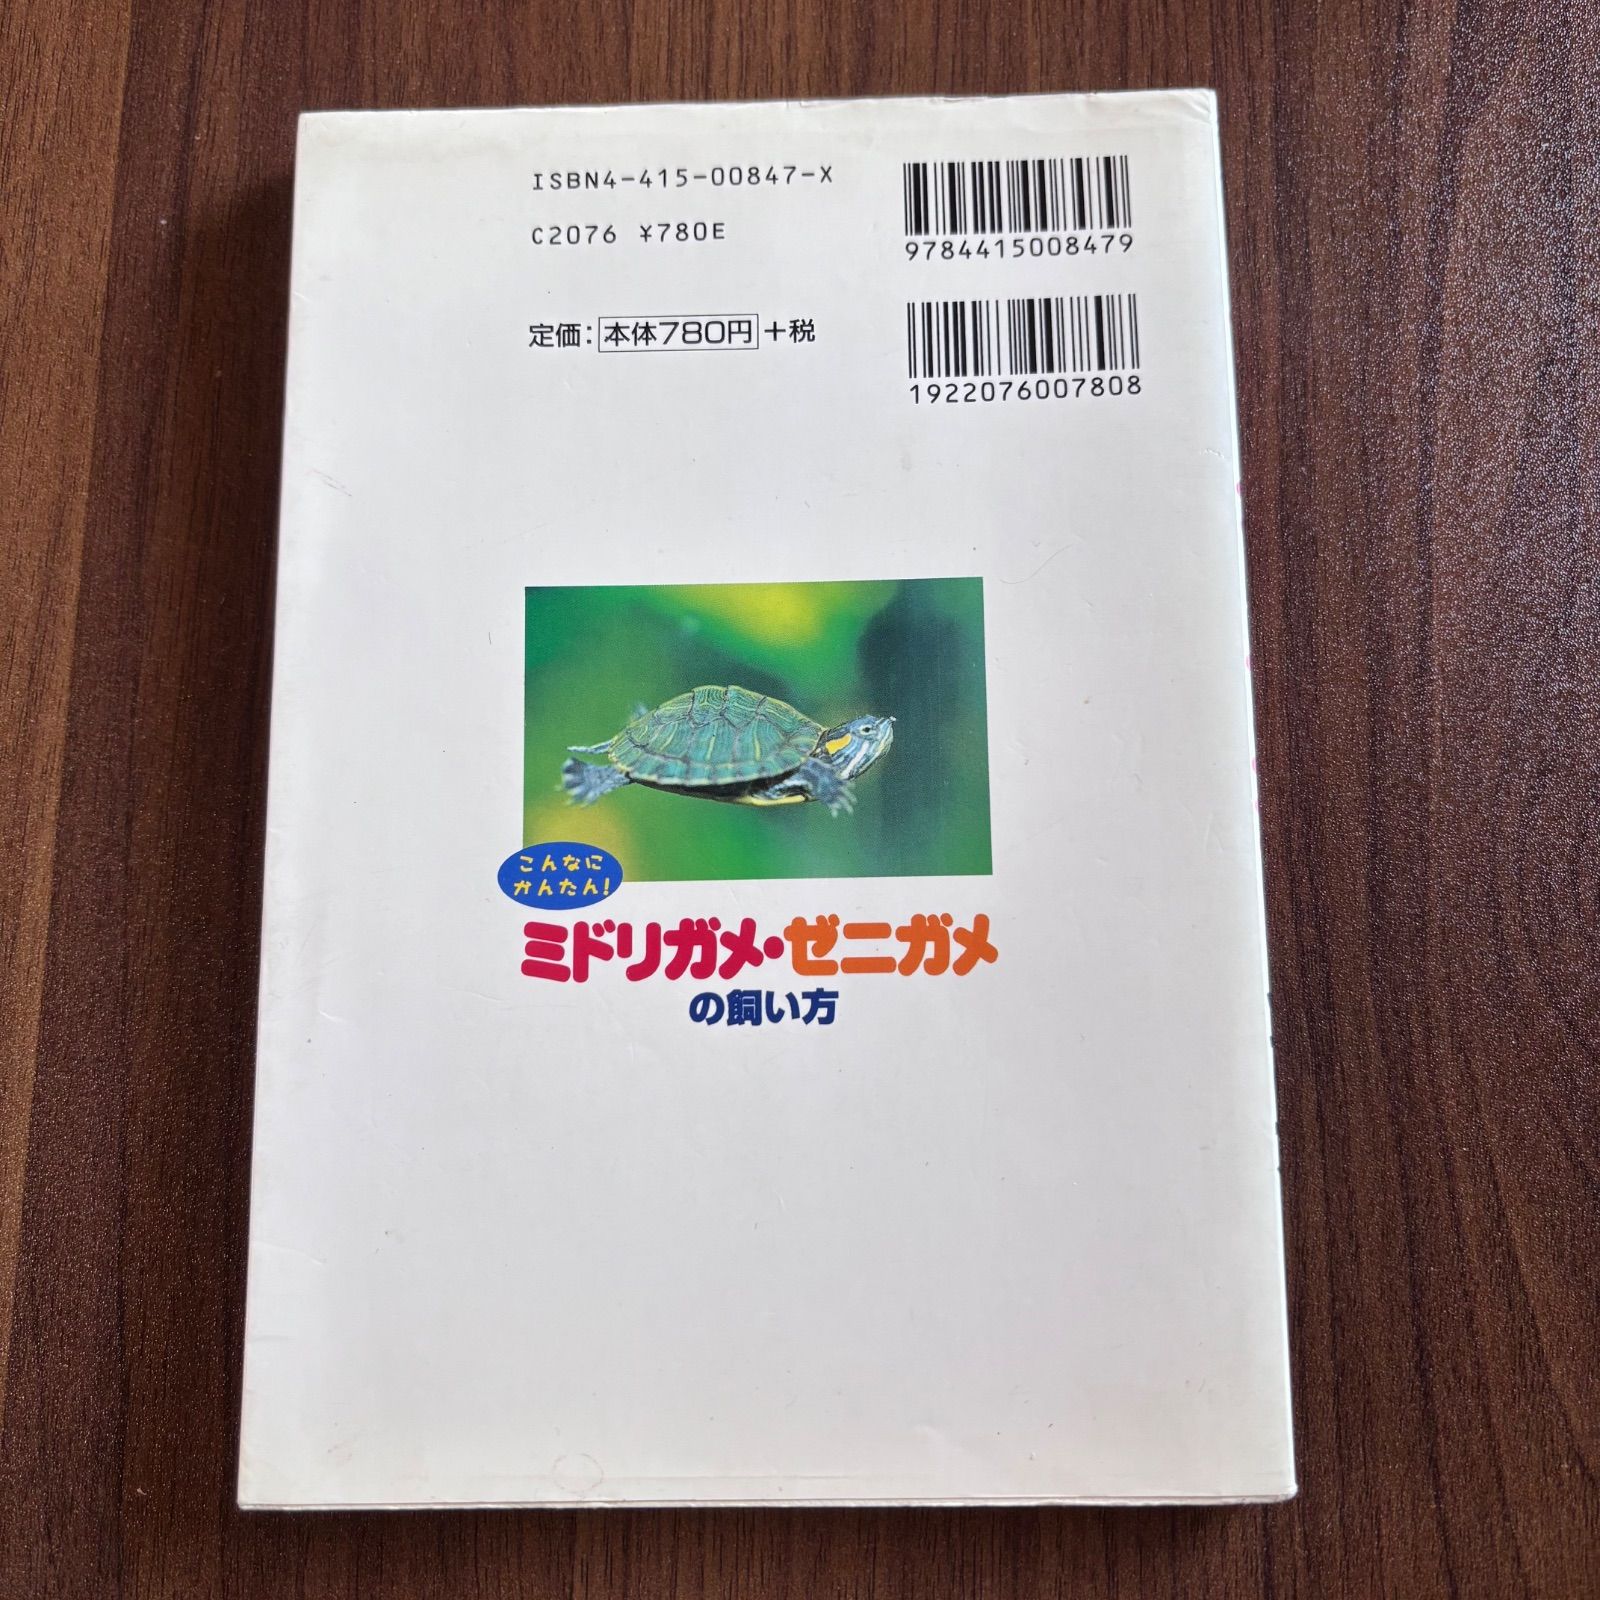 ISBN4-415-00847-X
C2076 ¥780E
9784415008479
定価：本体780円+税
1922076007808
こんなに
かんたん！
ミドリガメ・ゼニガメ
の飼い方